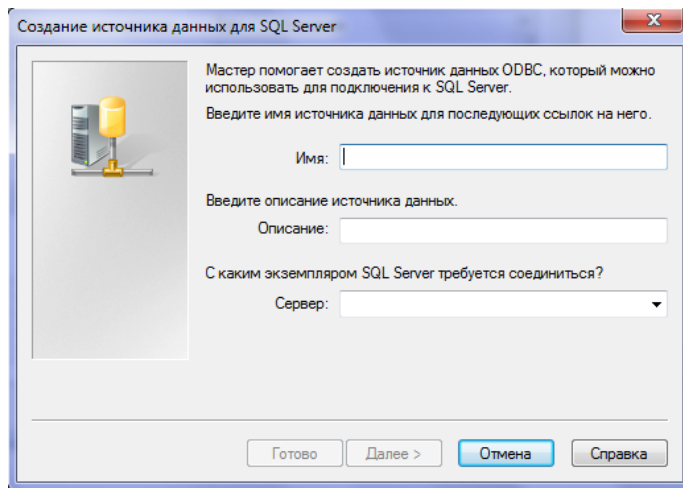 Создание источника данных для SQL Server
Мастер помогает создать источник данных ODBC, который можно
использовать для подключения к SQL Server.
Введите имя источника данных для последующих ссылок на него.
Имя:
Введите описание источника данных.
Описание:
С каким экземпляром SQL Server требуется соединиться?
Сервер:
Готово Далее > Отмена Справка